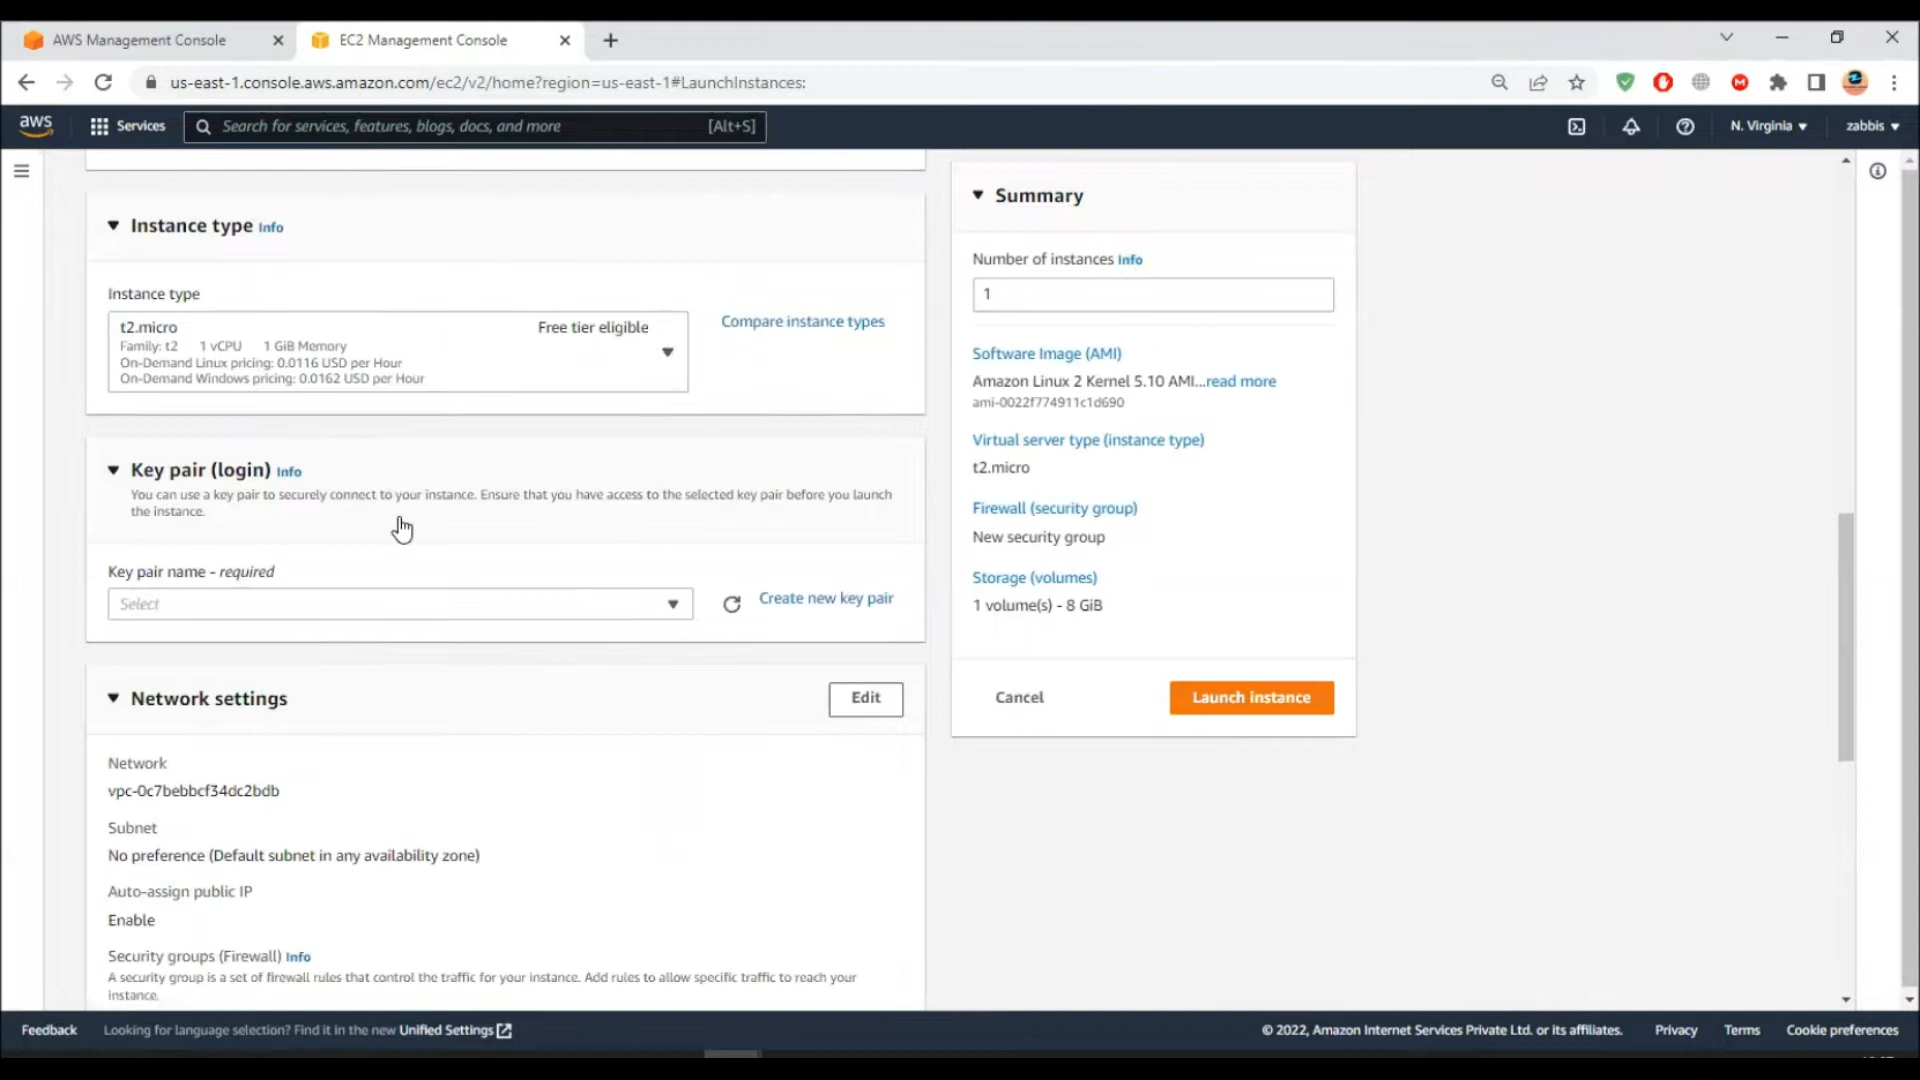 AWS Management Console
EC2 Management Console
us-east-1.console.aws.amazon.com/ec2/v2/home?region=us-east-1#LaunchInstances:
aws
Services
Search for services, features, blogs, docs, and more
[Alt+S]
N. Virginia
zabbis
Instance type Info
Instance type
t2.micro
Free tier eligible
Family: t2 1 vCPU 1 GiB Memory
On-Demand Linux pricing: 0.0116 USD per Hour
On-Demand Windows pricing: 0.0162 USD per Hour
Compare instance types
Key pair (login) Info
You can use a key pair to securely connect to your instance. Ensure that you have access to the selected key pair before you launch
the instance.
Key pair name - required
Select
Create new key pair
Network settings
Edit
Network
vpc-0c7bebbcf34dc2bdb
Subnet
No preference (Default subnet in any availability zone)
Auto-assign public IP
Enable
Security groups (Firewall) Info
A security group is a set of firewall rules that control the traffic for your instance. Add rules to allow specific traffic to reach your
instance.
Summary
Number of instances Info
1
Software Image (AMI)
Amazon Linux 2 Kernel 5.10 AMI...read more
ami-0022f774911c1d690
Virtual server type (instance type)
t2.micro
Firewall (security group)
New security group
Storage (volumes)
1 volume(s) - 8 GiB
Cancel
Launch instance
Feedback
Looking for language selection? Find it in the new Unified Settings
© 2022, Amazon Internet Services Private Ltd. or its affiliates.
Privacy
Terms
Cookie preferences